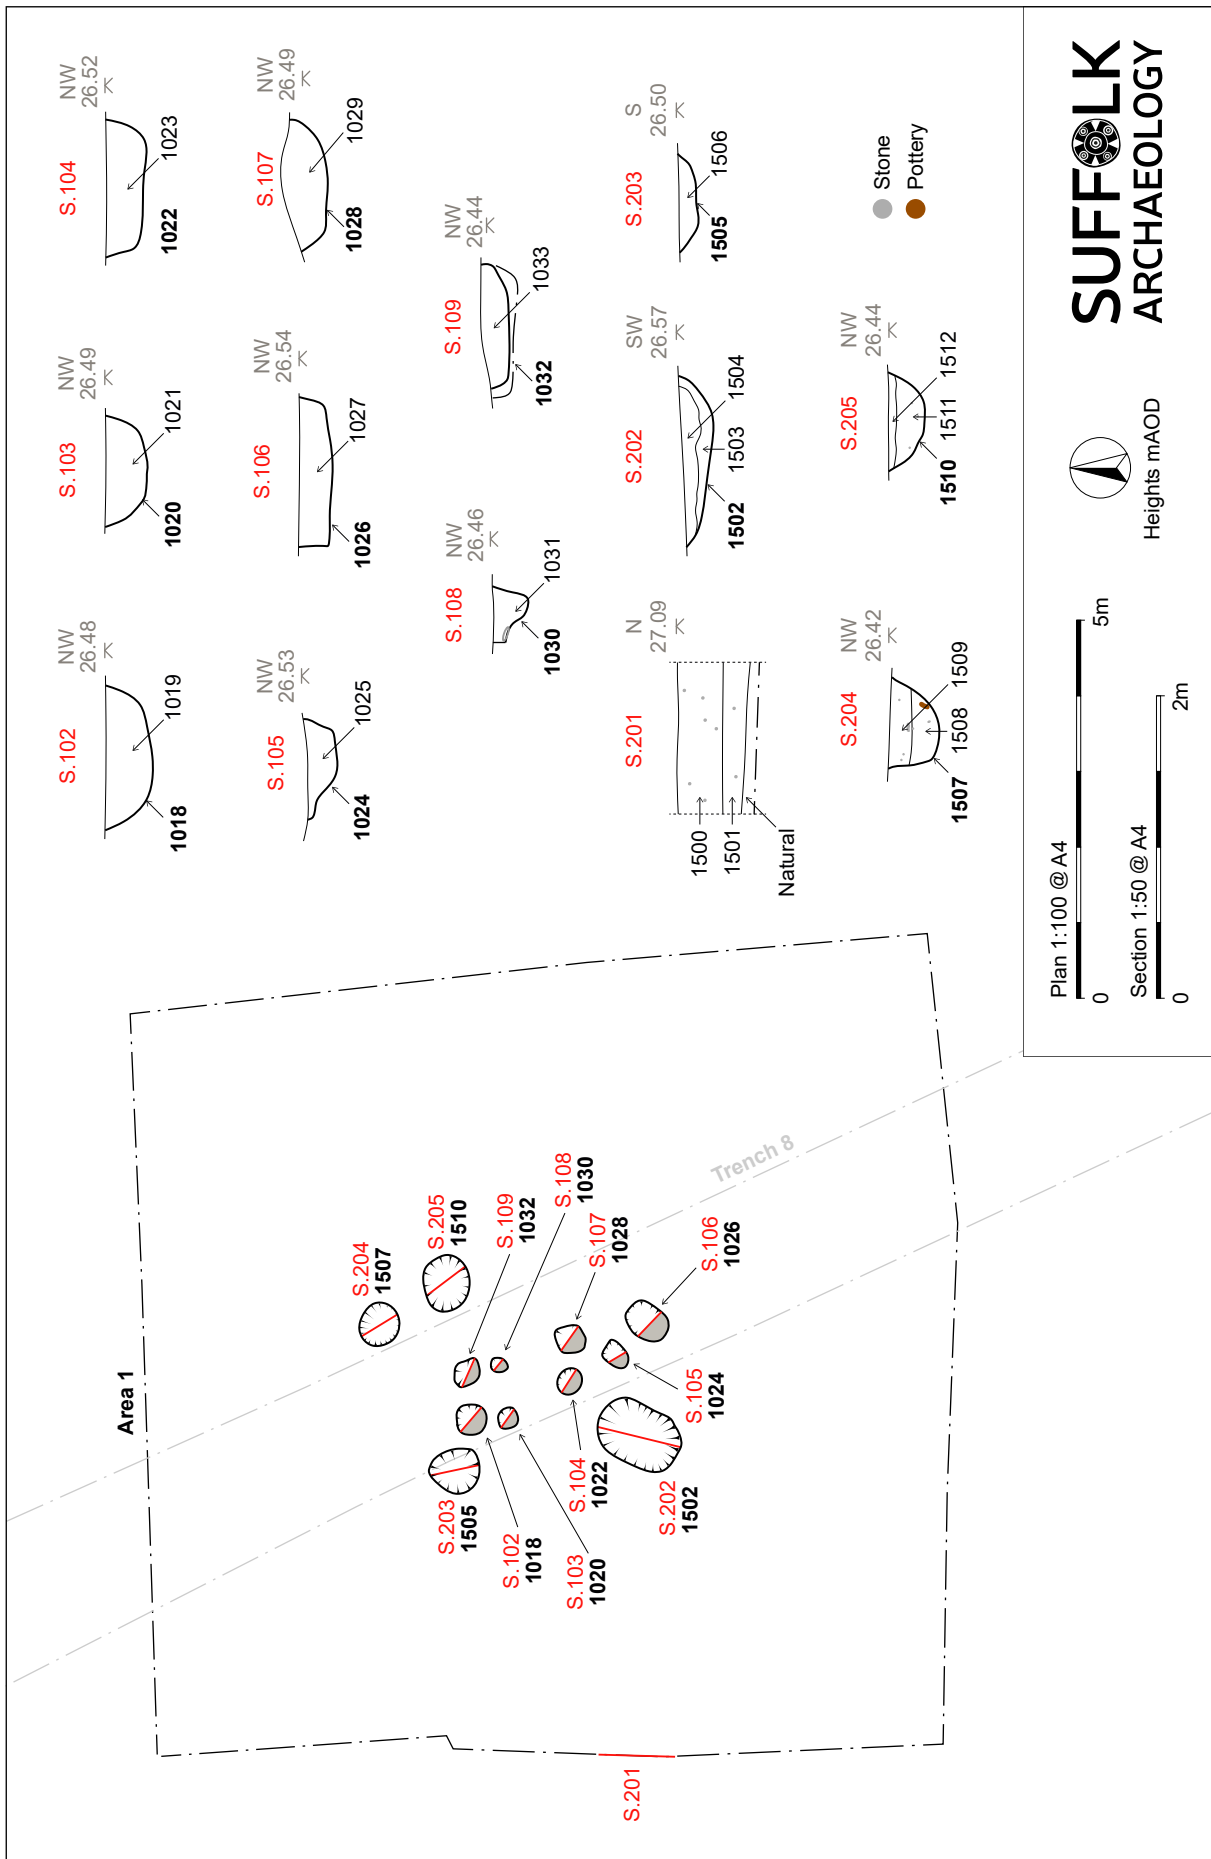 Area 1
S.204
1507
S.205
1510
S.109
1032
S.108
1030
S.107
1028
S.106
1026
Trench 8
S.203
1505
S.102
1018
S.103
1020
S.104
1022
S.105
1024
S.202
1502
S.201
S.102
NW
26.48
1018
1019
S.103
NW
26.49
1020
1021
S.104
NW
26.52
1022
1023
S.105
NW
26.53
1024
1025
S.106
NW
26.54
1026
1027
S.107
NW
26.49
1028
1029
S.108
NW
26.46
1030
1031
S.109
NW
26.44
1032
1033
S.201
N
27.09
1500
1501
Natural
S.202
SW
26.57
1502
1503
1504
S.203
S
26.50
1505
1506
S.204
NW
26.42
1507
1508
1509
S.205
NW
26.44
1510
1511
1512
Stone
Pottery
Plan 1:100 @ A4
0
5m
Section 1:50 @ A4
0
2m
Heights mAOD
SUFFOLK
ARCHAEOLOGY